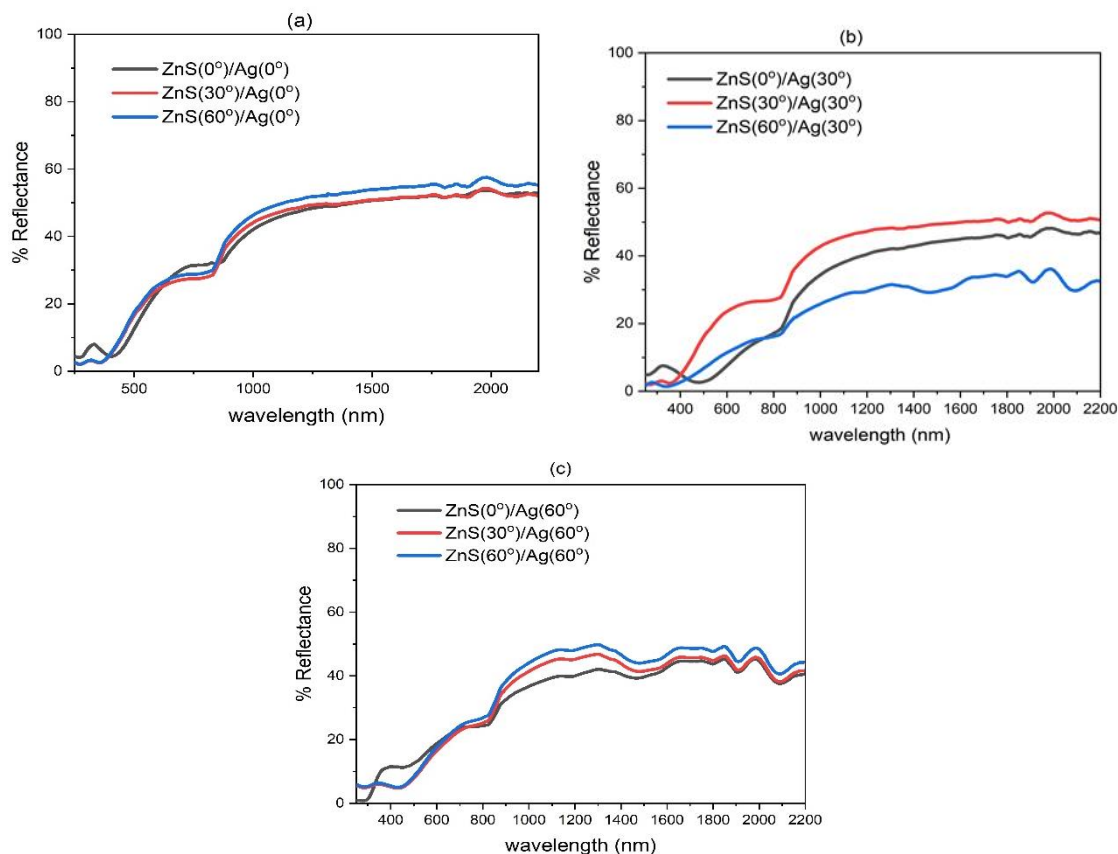 (a)
100
80
60
40
20
0
% Reflectance
ZnS(0°)/Ag(0°)
ZnS(30°)/Ag(0°)
ZnS(60°)/Ag(0°)
500 1000 1500 2000
wavelength (nm)
(b)
100
80
60
40
20
0
% Reflectance
ZnS(0°)/Ag(30°)
ZnS(30°)/Ag(30°)
ZnS(60°)/Ag(30°)
400 600 800 1000 1200 1400 1600 1800 2000 2200
wavelength (nm)
(c)
100
80
60
40
20
0
% Reflectance
ZnS(0°)/Ag(60°)
ZnS(30°)/Ag(60°)
ZnS(60°)/Ag(60°)
400 600 800 1000 1200 1400 1600 1800 2000 2200
wavelength (nm)